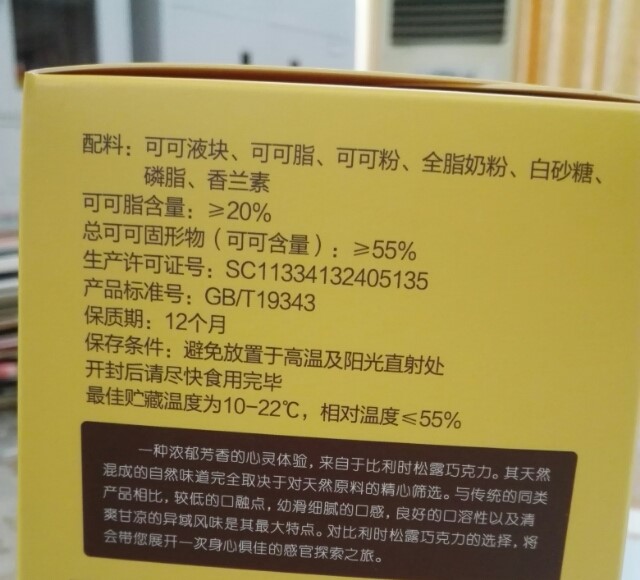 配料：可可液块、可可脂、可可粉、全脂奶粉、白砂糖、
磷脂、香兰素
可可脂含量：≥20%
总可可固形物（可可含量）：≥55%
生产许可证号：SC11334132405135
产品标准号：GB/T19343
保质期：12个月
保存条件：避免放置于高温及阳光直射处
开封后请尽快食用完毕
最佳贮藏温度为10-22℃，相对温度≤55%
一种浓郁芳香的心灵体验，来自于比利时松露巧克力。其天然
混成的自然味道完全取决于对天然原料的精心筛选。与传统的同类
产品相比，较低的口融点，幼滑细腻的口感，良好的口溶性以及清
爽甘凉的异域风味是其最大特点。对比利时松露巧克力的选择，将
会带您展开一次身心俱佳的感官探索之旅。